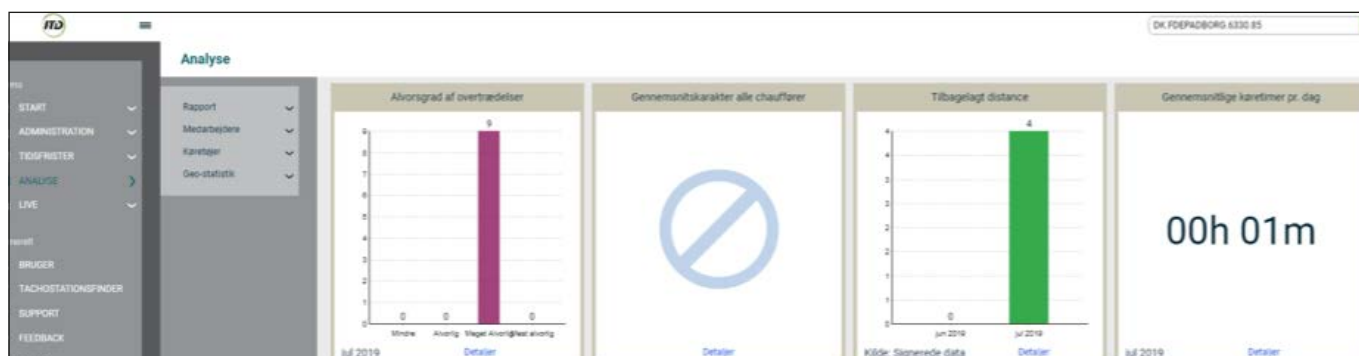 ITD
DK FDEPADBORG 6330 85
Analyse
START
ADMINISTRATION
TIDSFRISTER
ANALYSE
LIVE
BRUGER
TACHOSTATIONSFINDER
SUPPORT
FEEDBACK
Rapport
Medarbejdere
Køretøjer
Geo-statistik
Alvorsgrad af overtrædelser
9
9
8
7
6
5
4
3
2
1
0
0 0 0
Mindre Alvorlig Meget Alvorlig Mest alvorlig
jul 2019 Detaljer
Gennemsnitskarakter alle chauffører
Detaljer
Tilbagelagt distance
4
4
4
3
3
2
2
1
1
0
0
jun 2019 jul 2019
Kilde: Signerede data Detaljer
Gennemsnitlige køretimer pr. dag
00h 01m
jul 2019 Detaljer